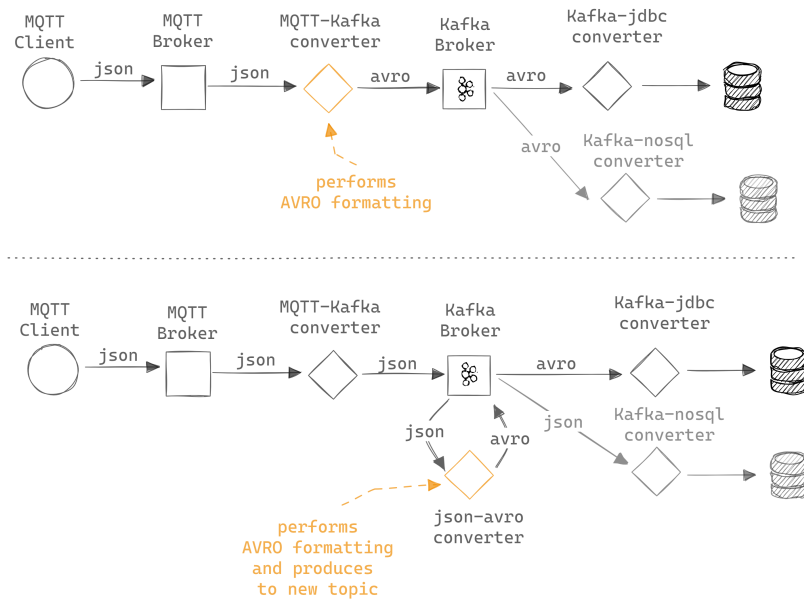 MQTT
Client
MQTT
Broker
MQTT-Kafka
converter
Kafka
Broker
Kafka-jdbc
converter
json
json
avro
avro
avro
Kafka-nosql
converter
performs
AVRO formatting
MQTT
Client
MQTT
Broker
MQTT-Kafka
converter
Kafka
Broker
Kafka-jdbc
converter
json
json
json
avro
json
avro
json
Kafka-nosql
converter
json-avro
converter
performs
AVRO formatting
and produces
to new topic